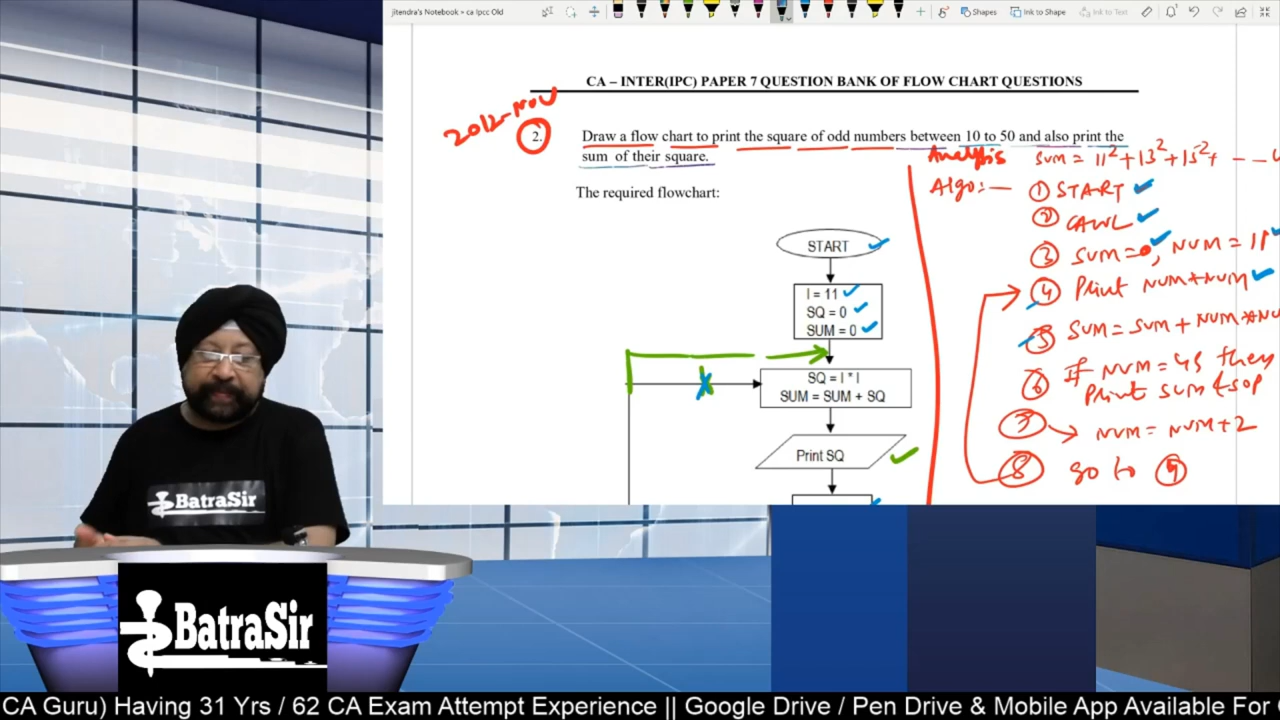 jitendra's Notebook » ca Ipcc Old
Shapes
Ink to Shape
Ink to Text
CA – INTER(IPC) PAPER 7 QUESTION BANK OF FLOW CHART QUESTIONS
2012-NOV
2. Draw a flow chart to print the square of odd numbers between 10 to 50 and also print the
sum of their square.
The required flowchart:
START
I = 11
SQ = 0
SUM = 0
SQ = I * I
SUM = SUM + SQ
Print SQ
Analysis SUM = 11²+13²+15²+ - - -
Algo:— ① START
② CAWL
③ SUM=0, NUM = 11
④ Print NUM*NUM
⑤ SUM=SUM + NUM*NU
⑥ If NUM=49 then
Print SUM & STOP
⑦ → NUM= NUM+2
⑧ go to ④
BatraSir
BatraSir
CA Guru) Having 31 Yrs / 62 CA Exam Attempt Experience || Google Drive / Pen Drive & Mobile App Available For